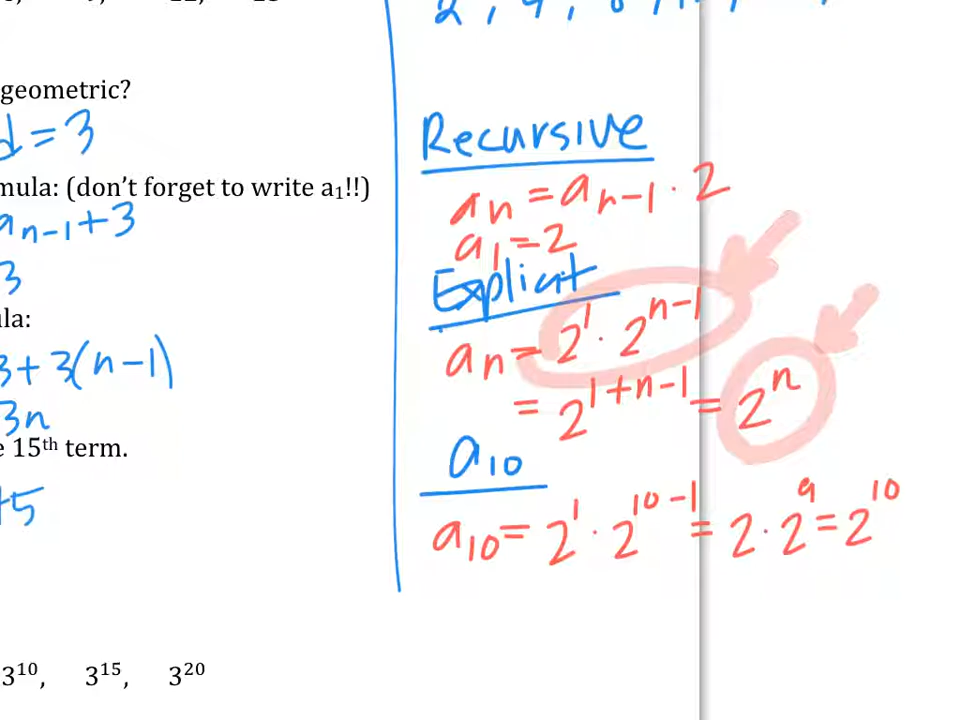 geometric?
d = 3
mula: (don't forget to write a₁!!)
aₙ₋₁ + 3
3
ula:
3 + 3(n − 1)
3n
e 15th term.
45
3¹⁰, 3¹⁵, 3²⁰
Recursive
aₙ = aₙ₋₁ · 2
a₁ = 2
Explicit
aₙ = 2¹ · 2ⁿ⁻¹
= 2¹⁺ⁿ⁻¹ = 2ⁿ
a₁₀
a₁₀ = 2¹ · 2¹⁰⁻¹ = 2 · 2⁹ = 2¹⁰